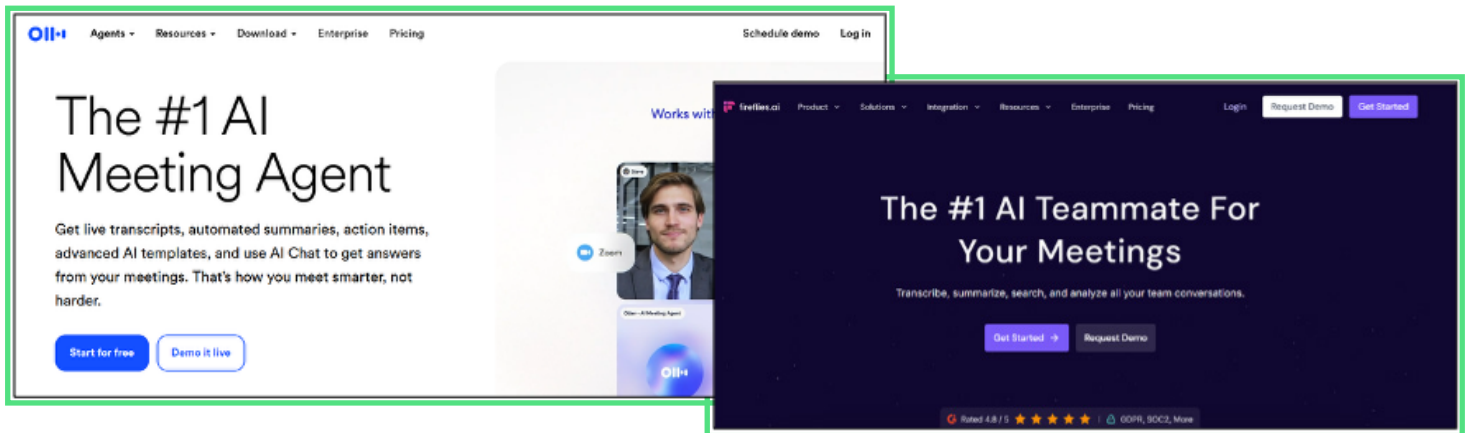 Agents Resources Download Enterprise Pricing
Schedule demo Log in
The #1 AI
Meeting Agent
Get live transcripts, automated summaries, action items,
advanced AI templates, and use AI Chat to get answers
from your meetings. That's how you meet smarter, not
harder.
Start for free Demo it live
Works with
Zoom
Otter - AI Meeting Agent
fireflies.ai Product Solutions Integration Resources Enterprise Pricing
Login Request Demo Get Started
The #1 AI Teammate For
Your Meetings
Transcribe, summarize, search, and analyze all your team conversations.
Get Started → Request Demo
Rated 4.8 / 5 ★ ★ ★ ★ ★ | GDPR, SOC2, More